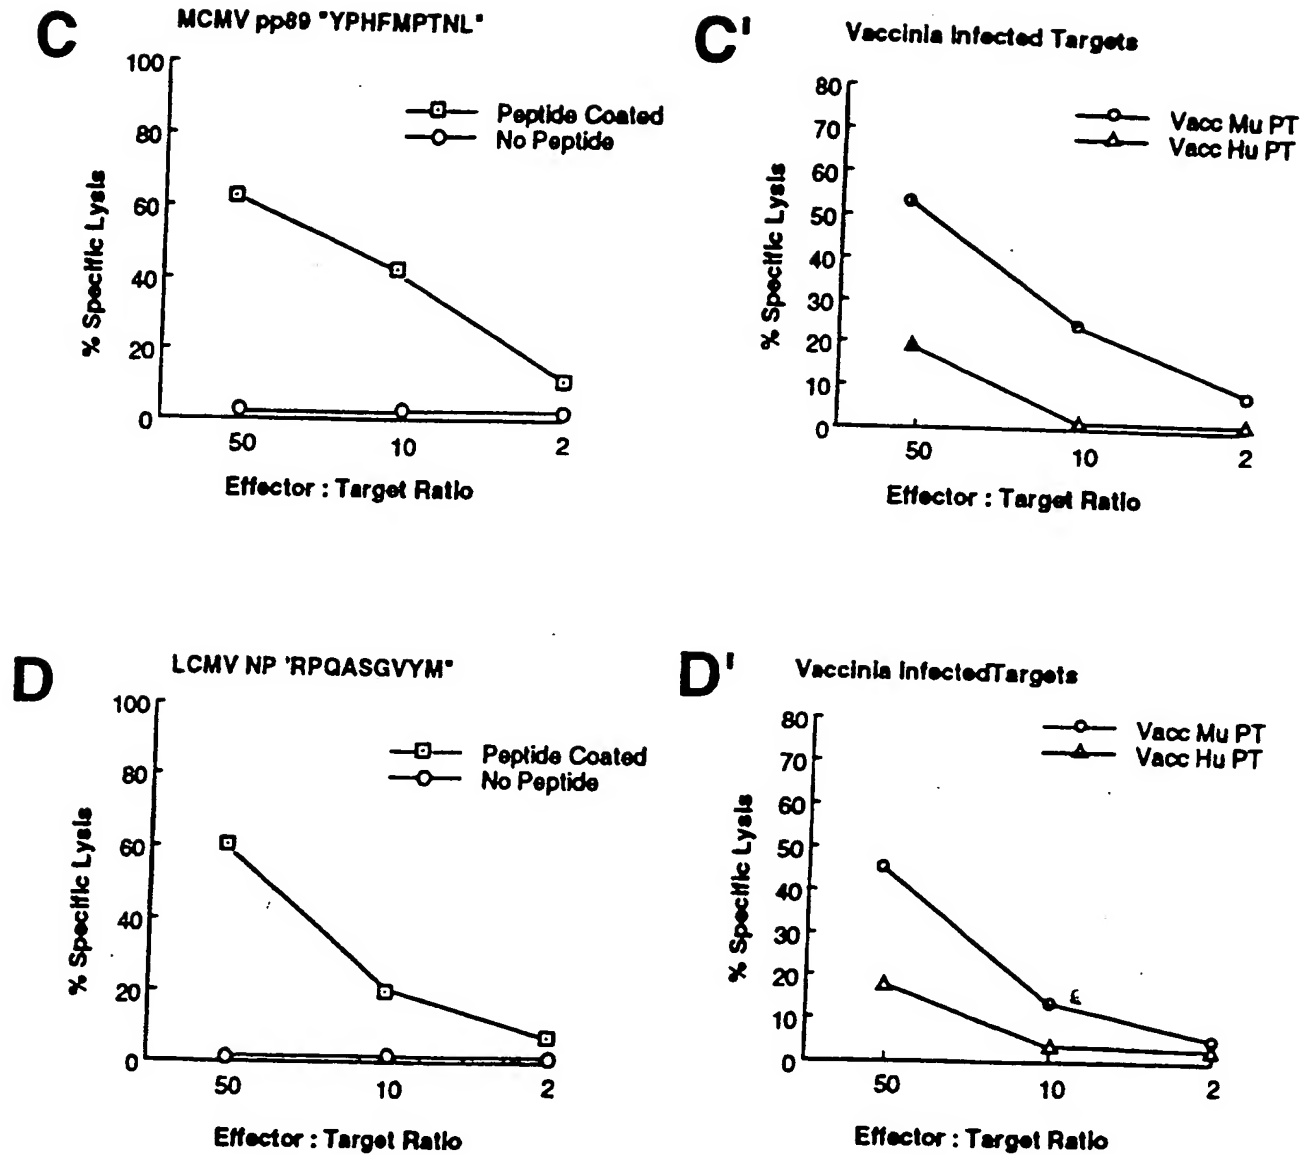 C
MCMV pp89 "YPHFMPTNL"
100
80
60
40
20
0
% Specific Lysis
Peptide Coated
No Peptide
50 10 2
Effector : Target Ratio
C'
Vaccinia Infected Targets
80
70
60
50
40
30
20
10
0
% Specific Lysis
Vacc Mu PT
Vacc Hu PT
50 10 2
Effector : Target Ratio
D
LCMV NP 'RPQASGVYM"
100
80
60
40
20
0
% Specific Lysis
Peptide Coated
No Peptide
50 10 2
Effector : Target Ratio
D'
Vaccinia InfectedTargets
80
70
60
50
40
30
20
10
0
% Specific Lysis
Vacc Mu PT
Vacc Hu PT
50 10 2
Effector : Target Ratio